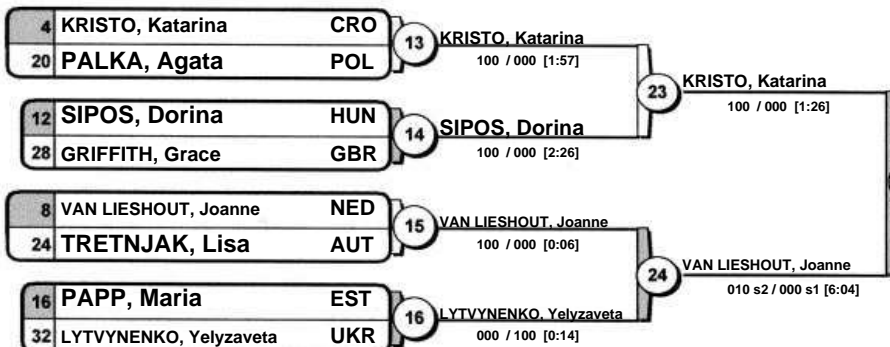 4 KRISTO, Katarina CRO
20 PALKA, Agata POL
13
KRISTO, Katarina
100 / 000 [1:57]
12 SIPOS, Dorina HUN
28 GRIFFITH, Grace GBR
14
SIPOS, Dorina
100 / 000 [2:26]
23
KRISTO, Katarina
100 / 000 [1:26]
8 VAN LIESHOUT, Joanne NED
24 TRETNJAK, Lisa AUT
15
VAN LIESHOUT, Joanne
100 / 000 [0:06]
16 PAPP, Maria EST
32 LYTVYNENKO, Yelyzaveta UKR
16
LYTVYNENKO, Yelyzaveta
000 / 100 [0:14]
24
VAN LIESHOUT, Joanne
010 s2 / 000 s1 [6:04]